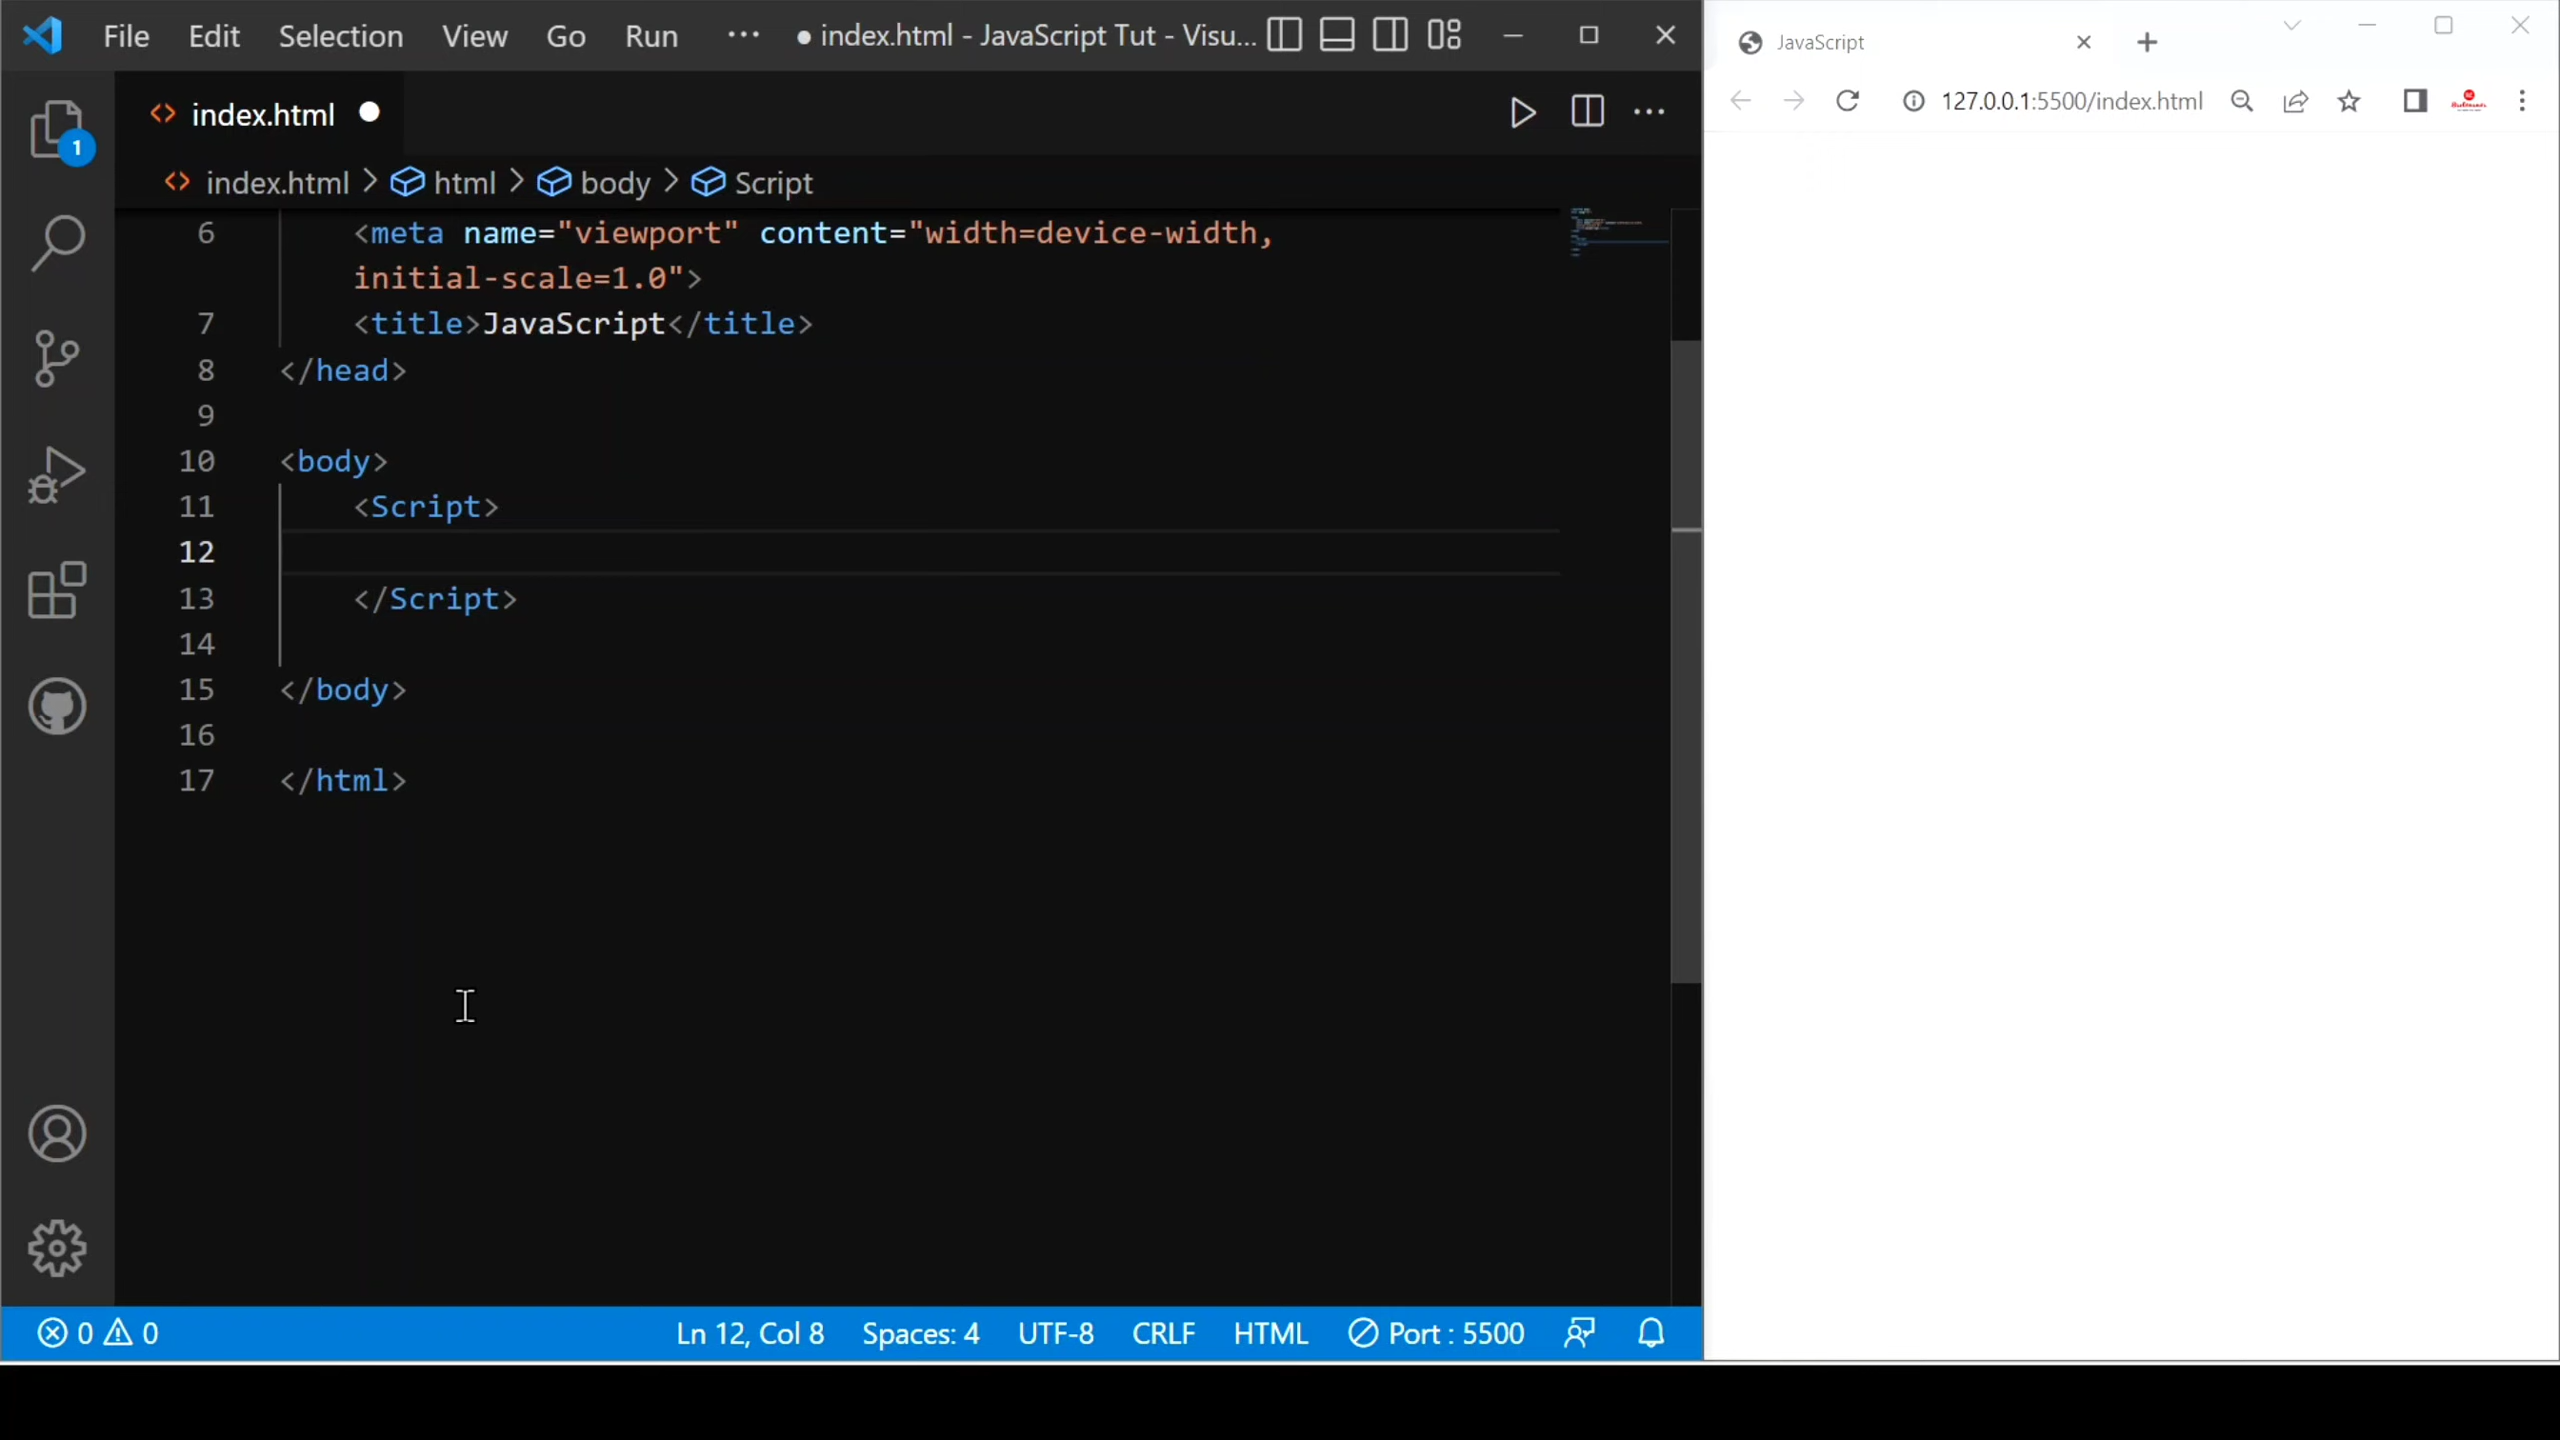 File Edit Selection View Go Run ··· ● index.html - JavaScript Tut - Visu...
index.html
index.html > html > body > Script
6 <meta name="viewport" content="width=device-width,
initial-scale=1.0">
7 <title>JavaScript</title>
8 </head>
9
10 <body>
11 <Script>
12
13 </Script>
14
15 </body>
16
17 </html>
1
0 0 Ln 12, Col 8 Spaces: 4 UTF-8 CRLF HTML Port : 5500
JavaScript
127.0.0.1:5500/index.html